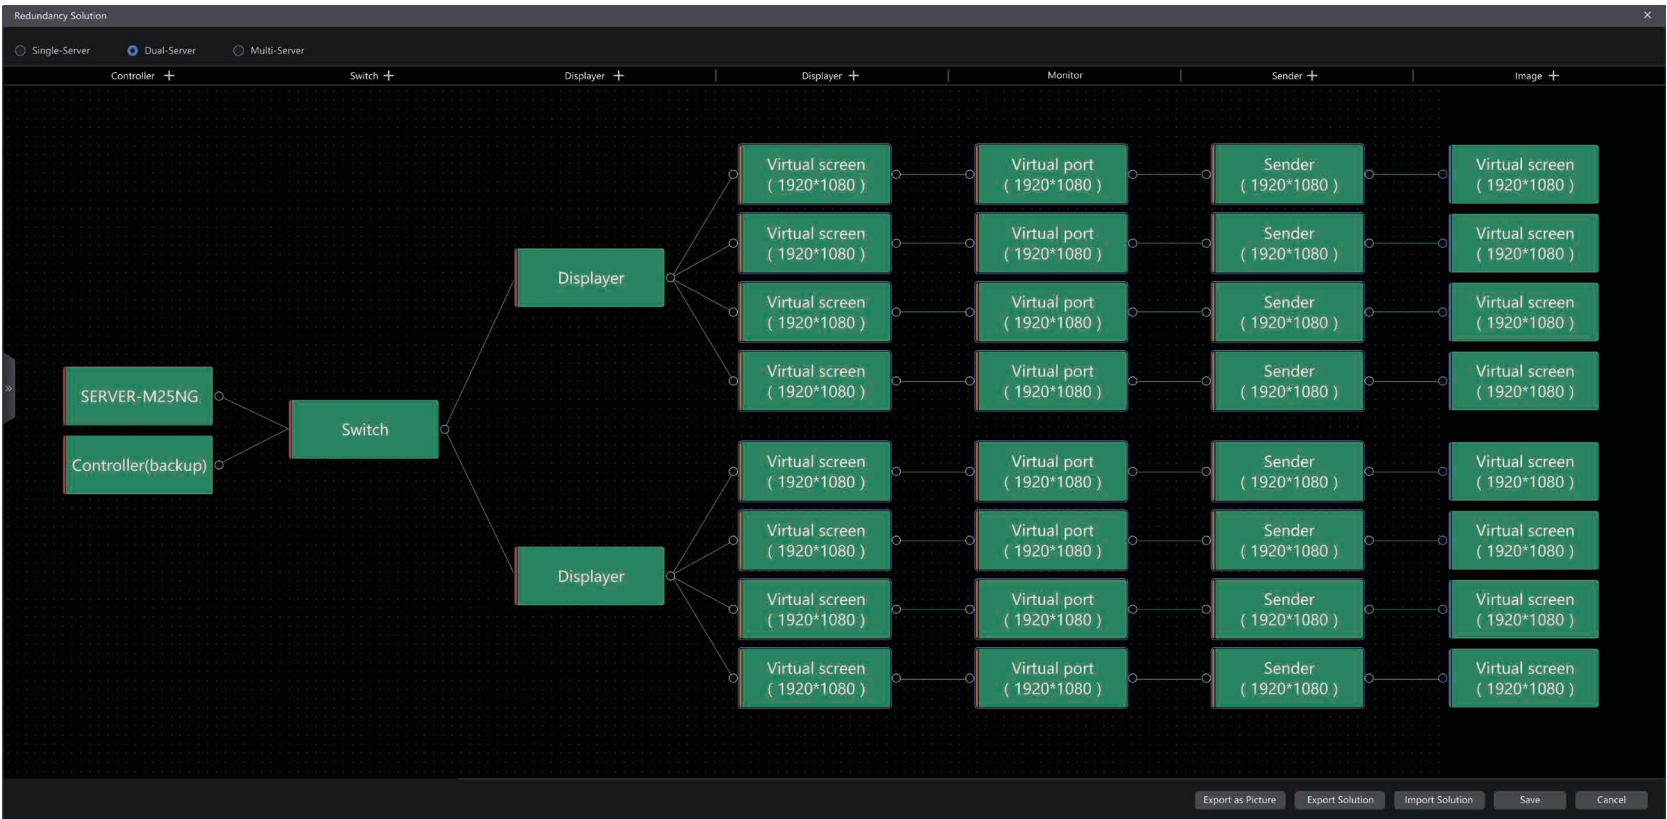 Redundancy Solution
Single-Server Dual-Server Multi-Server
Controller + Switch + Displayer + Displayer + Monitor Sender + Image +
Virtual screen Virtual port Sender Virtual screen
( 1920*1080 ) ( 1920*1080 ) ( 1920*1080 ) ( 1920*1080 )
Virtual screen Virtual port Sender Virtual screen
( 1920*1080 ) ( 1920*1080 ) ( 1920*1080 ) ( 1920*1080 )
Displayer
Virtual screen Virtual port Sender Virtual screen
( 1920*1080 ) ( 1920*1080 ) ( 1920*1080 ) ( 1920*1080 )
Virtual screen Virtual port Sender Virtual screen
( 1920*1080 ) ( 1920*1080 ) ( 1920*1080 ) ( 1920*1080 )
SERVER-M25NG
Switch
Controller(backup)
Virtual screen Virtual port Sender Virtual screen
( 1920*1080 ) ( 1920*1080 ) ( 1920*1080 ) ( 1920*1080 )
Virtual screen Virtual port Sender Virtual screen
( 1920*1080 ) ( 1920*1080 ) ( 1920*1080 ) ( 1920*1080 )
Displayer
Virtual screen Virtual port Sender Virtual screen
( 1920*1080 ) ( 1920*1080 ) ( 1920*1080 ) ( 1920*1080 )
Virtual screen Virtual port Sender Virtual screen
( 1920*1080 ) ( 1920*1080 ) ( 1920*1080 ) ( 1920*1080 )
Export as Picture Export Solution Import Solution Save Cancel